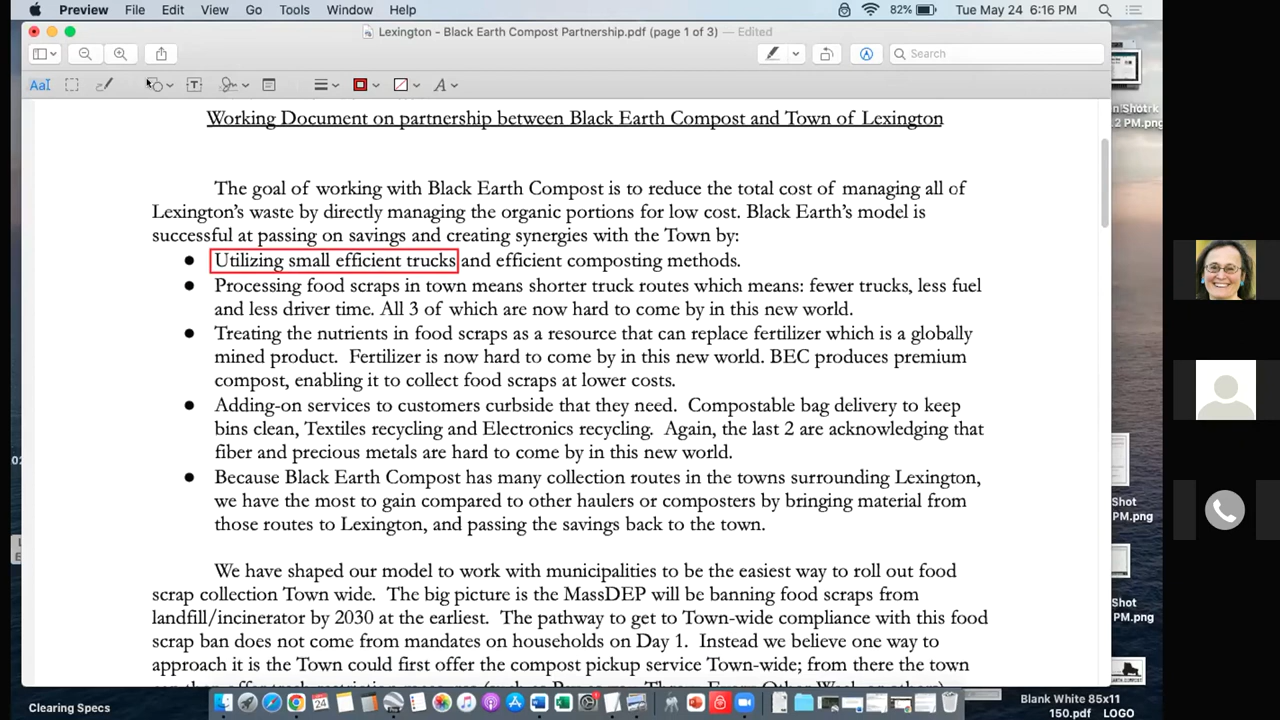 Preview File Edit View Go Tools Window Help 82% Tue May 24 6:16 PM
Lexington - Black Earth Compost Partnership.pdf (page 1 of 3) — Edited
Search
AaI T A
Working Document on partnership between Black Earth Compost and Town of Lexington
The goal of working with Black Earth Compost is to reduce the total cost of managing all of
Lexington's waste by directly managing the organic portions for low cost. Black Earth's model is
successful at passing on savings and creating synergies with the Town by:
● Utilizing small efficient trucks and efficient composting methods.
● Processing food scraps in town means shorter truck routes which means: fewer trucks, less fuel
and less driver time. All 3 of which are now hard to come by in this new world.
● Treating the nutrients in food scraps as a resource that can replace fertilizer which is a globally
mined product. Fertilizer is now hard to come by in this new world. BEC produces premium
compost, enabling it to collect food scraps at lower costs.
● Adding-on services to customers curbside that they need. Compostable bag delivery to keep
bins clean, Textiles recycling and Electronics recycling. Again, the last 2 are acknowledging that
fiber and precious metals are hard to come by in this new world.
● Because Black Earth Compost has many collection routes in the towns surrounding Lexington,
we have the most to gain compared to other haulers or composters by bringing material from
those routes to Lexington, and passing the savings back to the town.
We have shaped our model to work with municipalities to be the easiest way to roll out food
scrap collection Town wide. The big picture is the MassDEP will be banning food scraps from
landfill/incinerator by 2030 at the latest. The pathway to get to Town-wide compliance with this food
scrap ban does not come from mandates on households on Day 1. Instead we believe one way to
approach it is the Town could first offer the compost pickup service Town-wide; from there the town
2 PM.png
Shot
PM.png
Shot
PM.png
Clearing Specs
24
Blank White 85x11
150.pdf LOGO